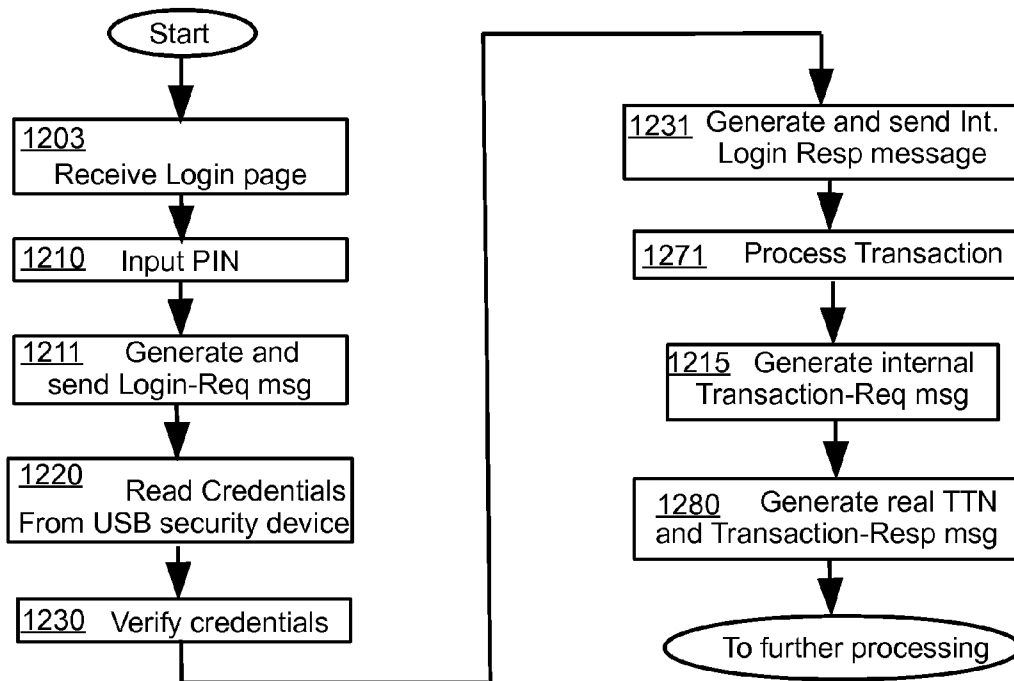 Start
1203
Receive Login page
1210 Input PIN
1211 Generate and
send Login-Req msg
1220 Read Credentials
From USB security device
1230 Verify credentials
1231 Generate and send Int.
Login Resp message
1271 Process Transaction
1215 Generate internal
Transaction-Req msg
1280 Generate real TTN
and Transaction-Resp msg
To further processing